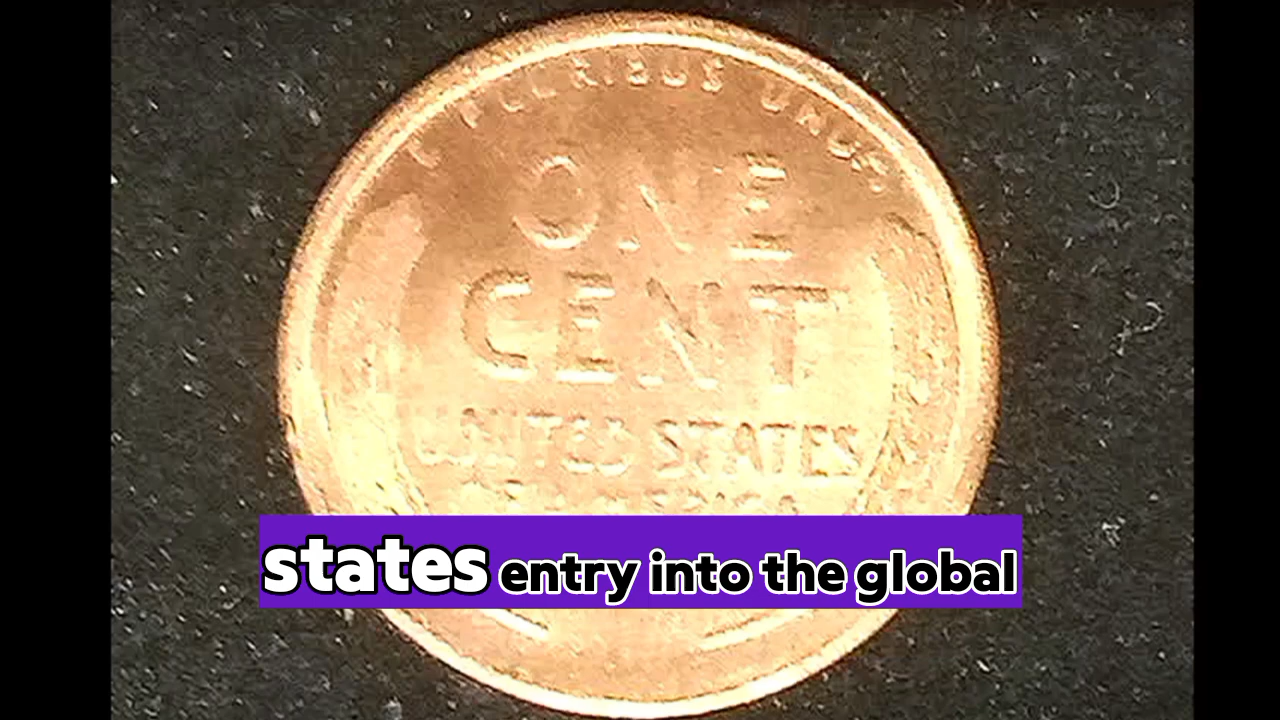 PLURIBUS UNUM
ONE
CENT
UNITED STATES
states entry into the global